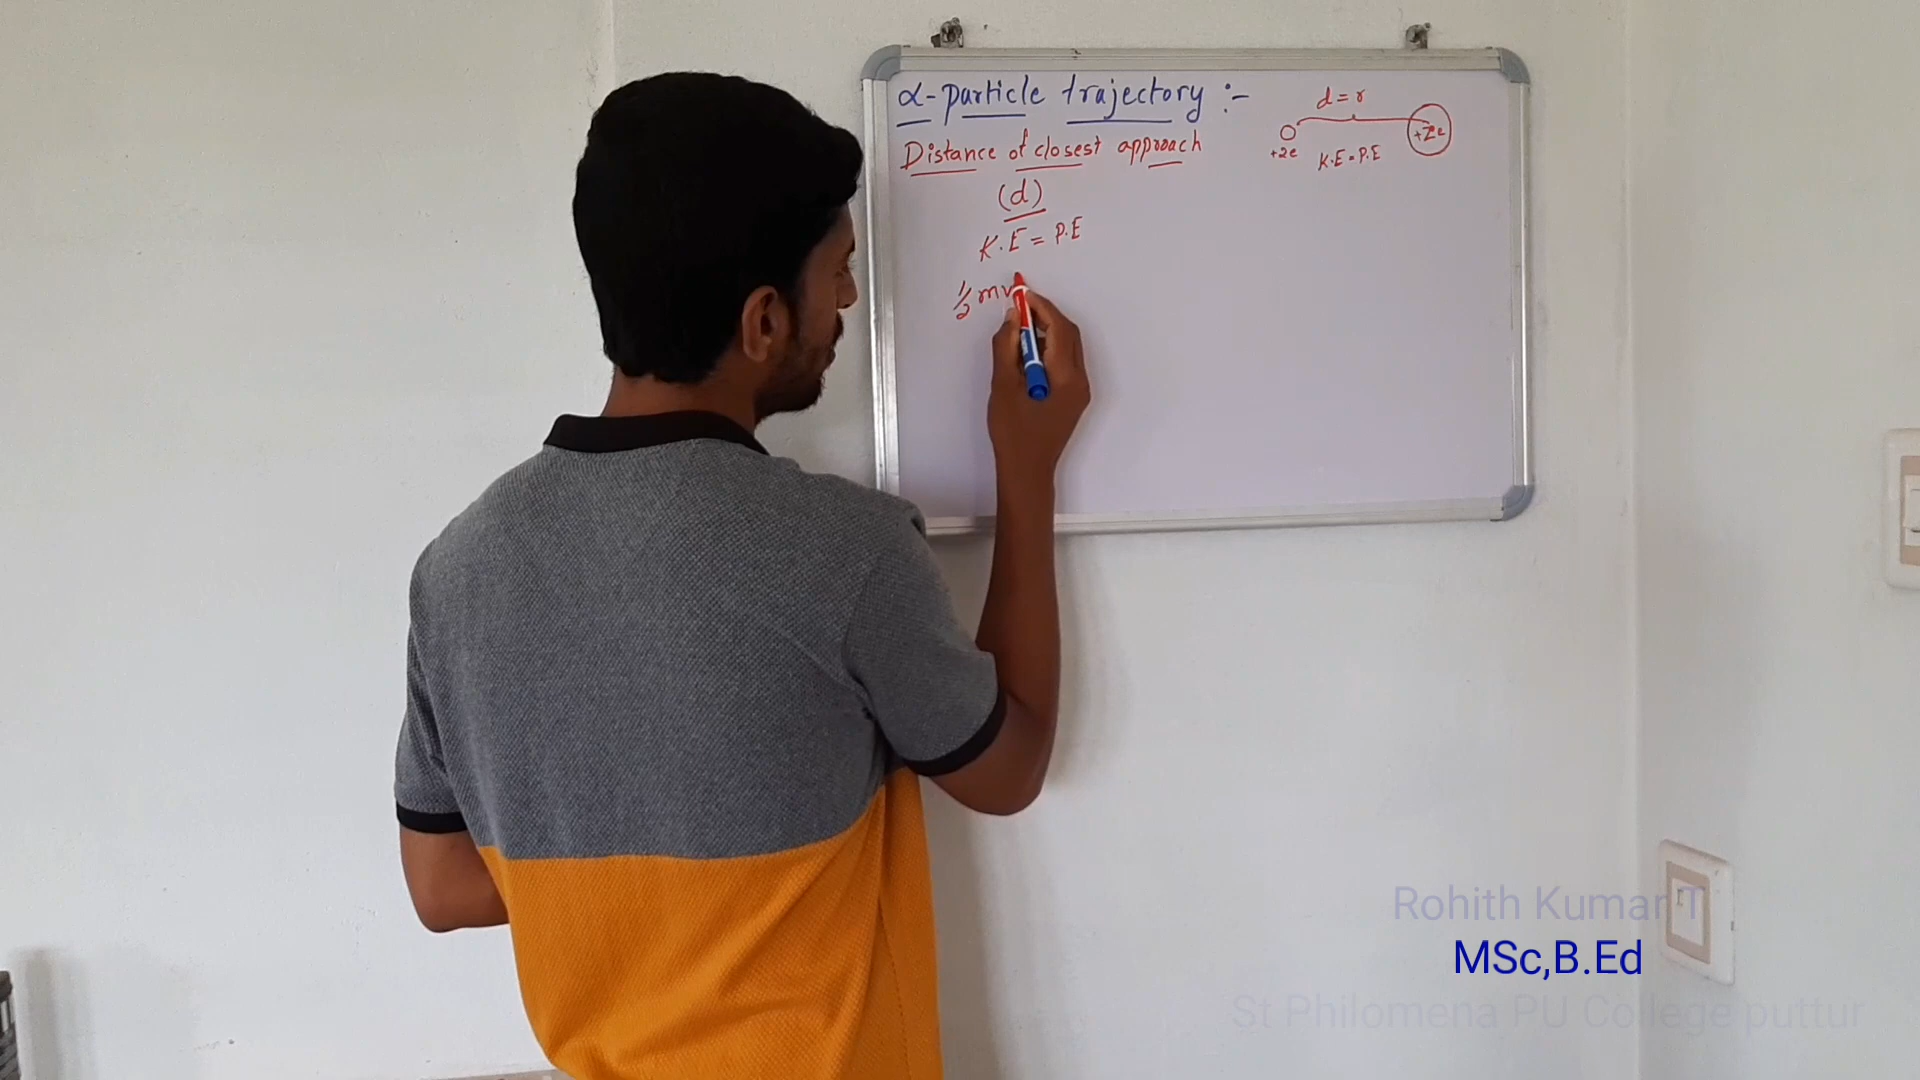 α-particle trajectory :-
d = r
+2e
+Ze
K.E = P.E
Distance of closest approach
(d)
K.E = P.E
1/2 mv
Rohith Kumar T
MSc,B.Ed
St Philomena PU College puttur